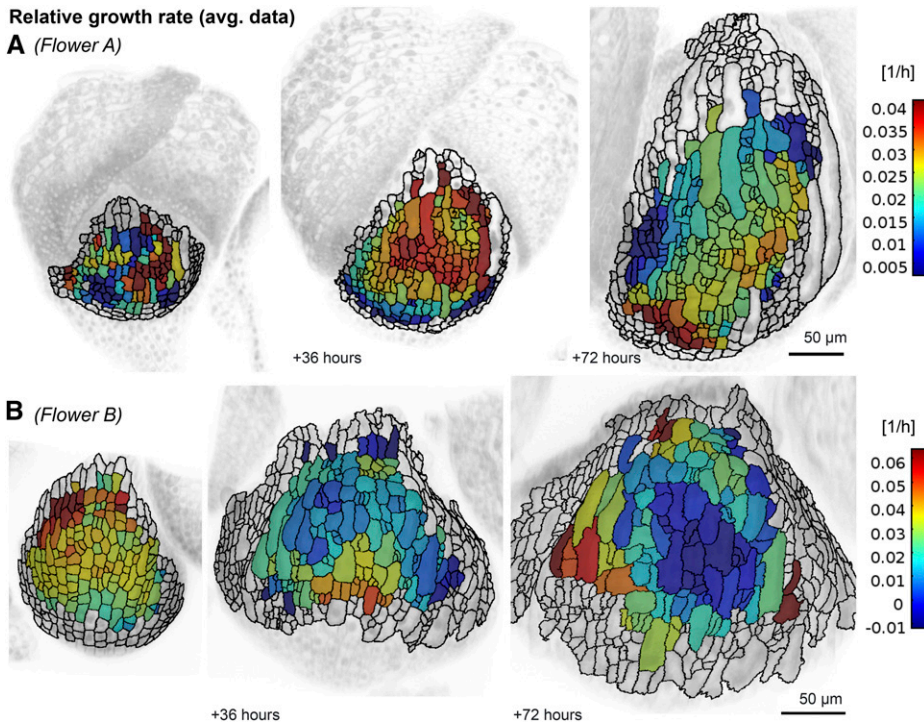 Relative growth rate (avg. data)
A (Flower A)
[1/h]
0.04
0.035
0.03
0.025
0.02
0.015
0.01
0.005
+36 hours
+72 hours
50 µm
B (Flower B)
[1/h]
0.06
0.05
0.04
0.03
0.02
0.01
0
-0.01
+36 hours
+72 hours
50 µm